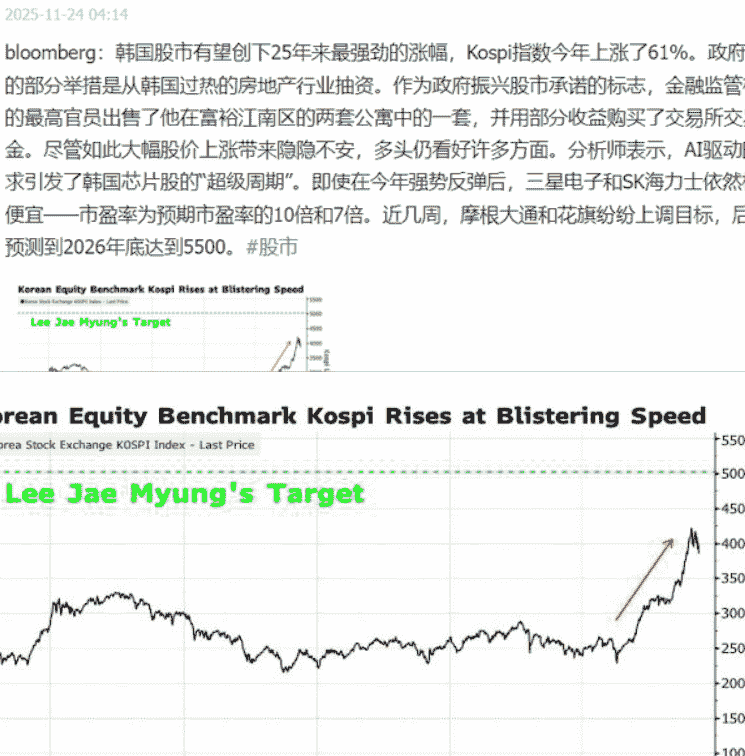 2025-11-24 04:14
bloomberg：韩国股市有望创下25年来最强劲的涨幅，Kospi指数今年上涨了61%。政府
的部分举措是从韩国过热的房地产行业抽资。作为政府振兴股市承诺的标志，金融监管
的最高官员出售了他在富裕江南区的两套公寓中的一套，并用部分收益购买了交易所交
金。尽管如此大幅股价上涨带来隐隐不安，多头仍看好许多方面。分析师表示，AI驱动
求引发了韩国芯片股的“超级周期”。即使在今年强势反弹后，三星电子和SK海力士依然
便宜——市盈率为预期市盈率的10倍和7倍。近几周，摩根大通和花旗纷纷上调目标，后
预测到2026年底达到5500。#股市
Korean Equity Benchmark Kospi Rises at Blistering Speed
Korea Stock Exchange KOSPI Index - Last Price
5500
5000
Lee Jae Myung's Target
4500
4000
3500
orean Equity Benchmark Kospi Rises at Blistering Speed
orea Stock Exchange KOSPI Index - Last Price
550
500
Lee Jae Myung's Target
450
400
350
300
250
200
150
100